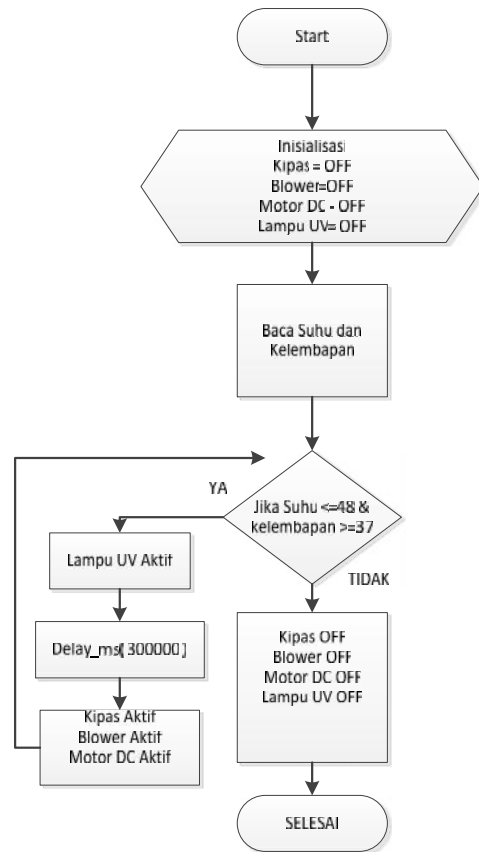 Start
Inisialisasi
Kipas = OFF
Blower=OFF
Motor DC - OFF
Lampu UV= OFF
Baca Suhu dan
Kelembapan
Jika Suhu <=48 &
kelembapan >=37
YA
TIDAK
Lampu UV Aktif
Delay_ms(300000)
Kipas Aktif
Blower Aktif
Motor DC Aktif
Kipas OFF
Blower OFF
Motor DC OFF
Lampu UV OFF
SELESAI